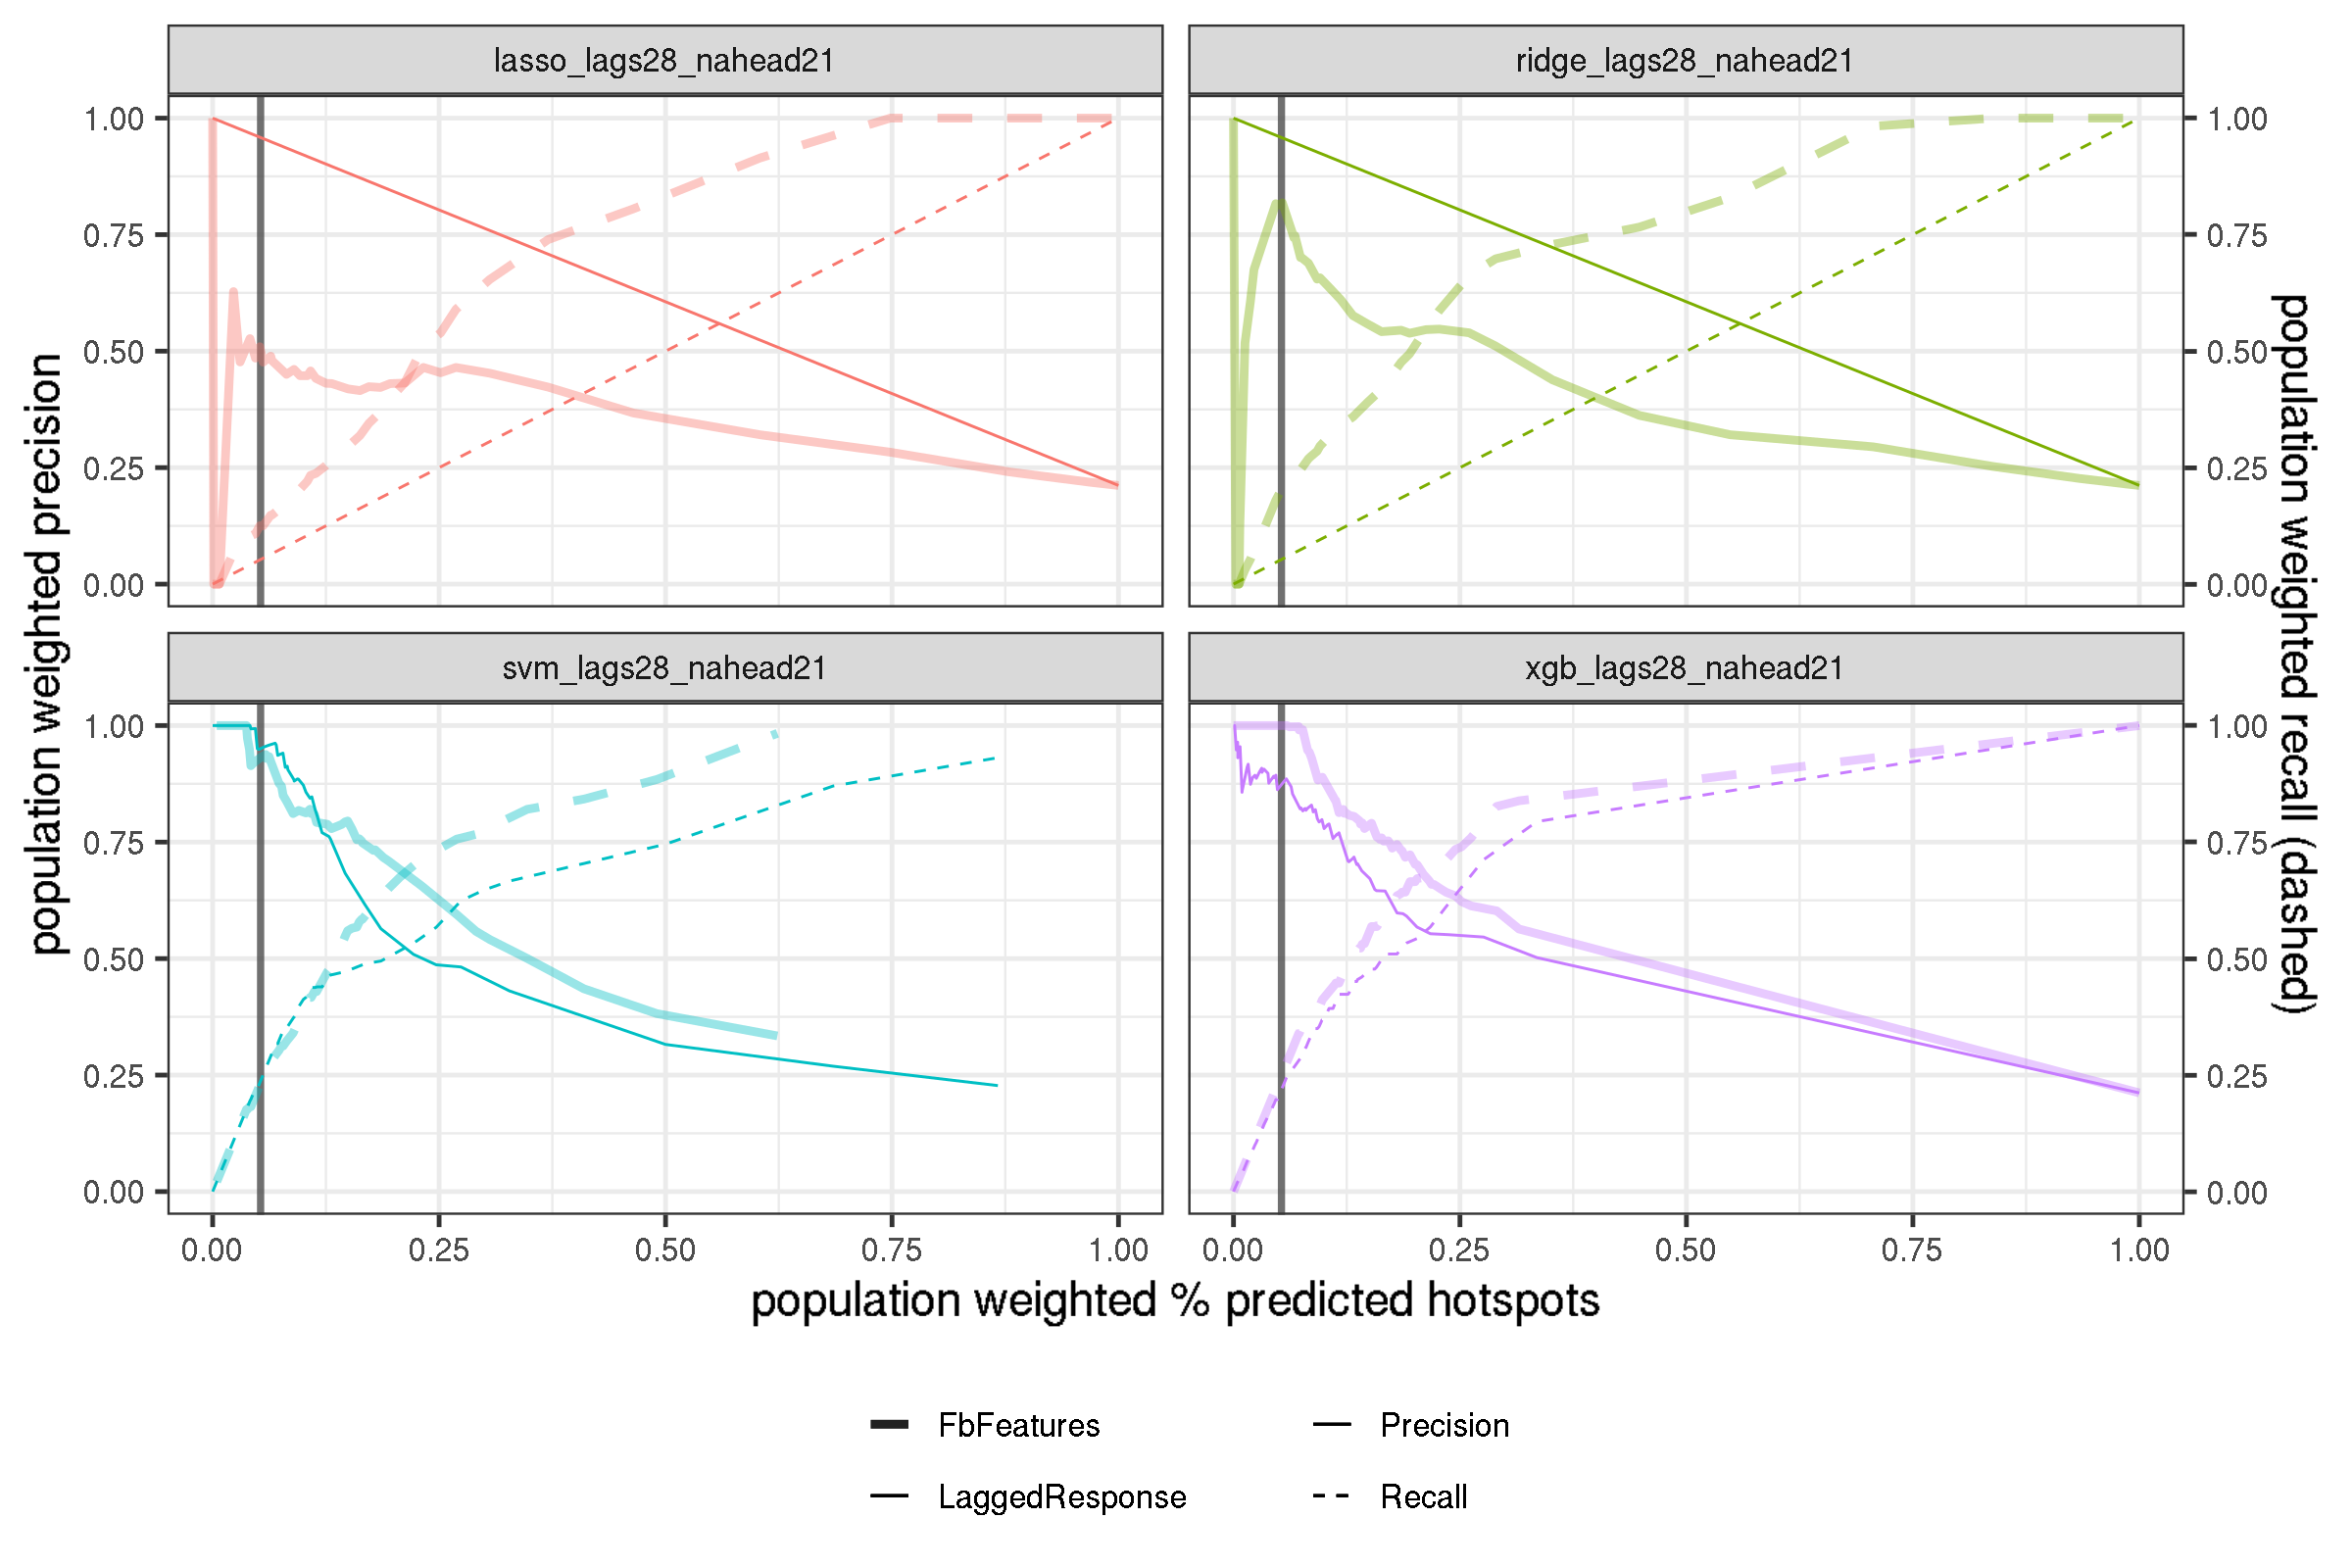 lasso_lags28_nahead21
ridge_lags28_nahead21
1.00
0.75
0.50
0.25
0.00
1.00
0.75
0.50
0.25
0.00
svm_lags28_nahead21
xgb_lags28_nahead21
1.00
0.75
0.50
0.25
0.00
1.00
0.75
0.50
0.25
0.00
0.00 0.25 0.50 0.75 1.00
0.00 0.25 0.50 0.75 1.00
population weighted precision
population weighted recall (dashed)
population weighted % predicted hotspots
FbFeatures
LaggedResponse
Precision
Recall